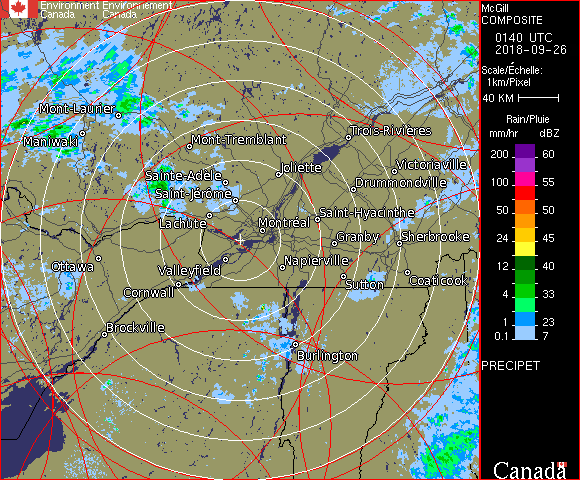 Environment Environnement
Canada Canada
McGill
COMPOSITE
0140 UTC
2018-09-26
Scale/Échelle:
1km/Pixel
40 KM
Rain/Pluie
mm/hr dBZ
200 60
100 55
50 50
24 45
12 40
4 33
1 23
0.1 7
PRECIPET
Canada
Mont-Laurier
Maniwaki
Mont-Tremblant
Trois-Rivières
Joliette
Victoriaville
Sainte-Adèle
Drummondville
Saint-Jérôme
Lachute
Montréal
Saint-Hyacinthe
Granby
Sherbrooke
Ottawa
Valleyfield
Napierville
Cornwall
Sutton
Coaticook
Brockville
Burlington